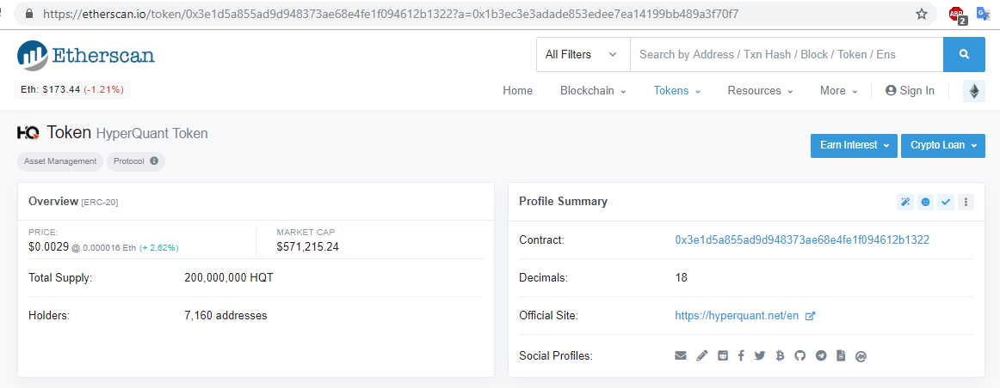 https://etherscan.io/token/0x3e1d5a855ad9d948373ae68e4fe1f094612b1322?a=0x1b3ec3e3adade853edee7ea14199bb489a3f70f7
ABP
2
Etherscan
All Filters
Search by Address / Txn Hash / Block / Token / Ens
Eth: $173.44 (-1.21%)
Home Blockchain Tokens Resources More Sign In
HQ Token HyperQuant Token
Earn Interest Crypto Loan
Asset Management Protocol
Overview [ERC-20]
PRICE:
$0.0029 @ 0.000016 Eth (+ 2.62%)
MARKET CAP
$571,215.24
Total Supply: 200,000,000 HQT
Holders: 7,160 addresses
Profile Summary
Contract: 0x3e1d5a855ad9d948373ae68e4fe1f094612b1322
Decimals: 18
Official Site: https://hyperquant.net/en
Social Profiles: